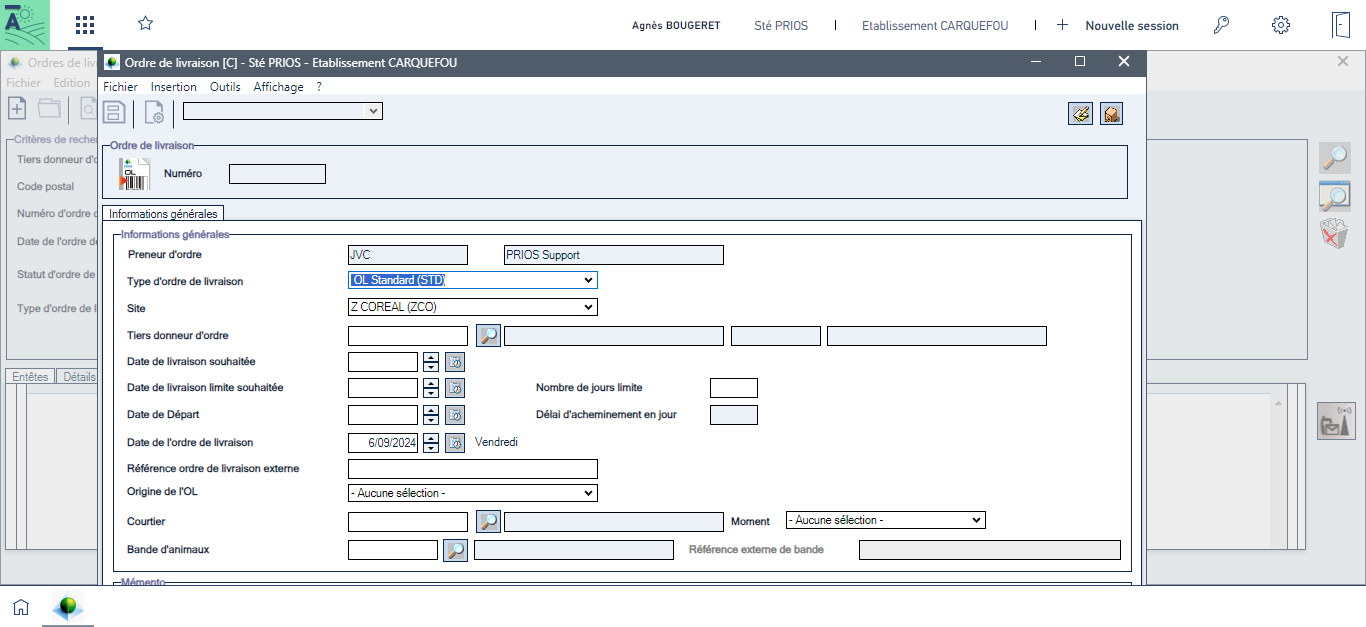 Agnès BOUGERET Sté PRIOS Etablissement CARQUEFOU Nouvelle session
Ordres de liv
Fichier Edition
Critères de reche
Tiers donneur d'o
Code postal
Numéro d'ordre d
Date de l'ordre de
Statut d'ordre de
Type d'ordre de l
Entêtes Détails
Ordre de livraison [C] - Sté PRIOS - Etablissement CARQUEFOU
Fichier Insertion Outils Affichage ?
Ordre de livraison
OL
Numéro
Informations générales
Informations générales
Preneur d'ordre JVC PRIOS Support
Type d'ordre de livraison OL Standard (STD)
Site Z COREAL (ZCO)
Tiers donneur d'ordre
Date de livraison souhaitée
Date de livraison limite souhaitée Nombre de jours limite
Date de Départ Délai d'acheminement en jour
Date de l'ordre de livraison 6/09/2024 Vendredi
Référence ordre de livraison externe
Origine de l'OL - Aucune sélection -
Courtier Moment - Aucune sélection -
Bande d'animaux Référence externe de bande
Mémento